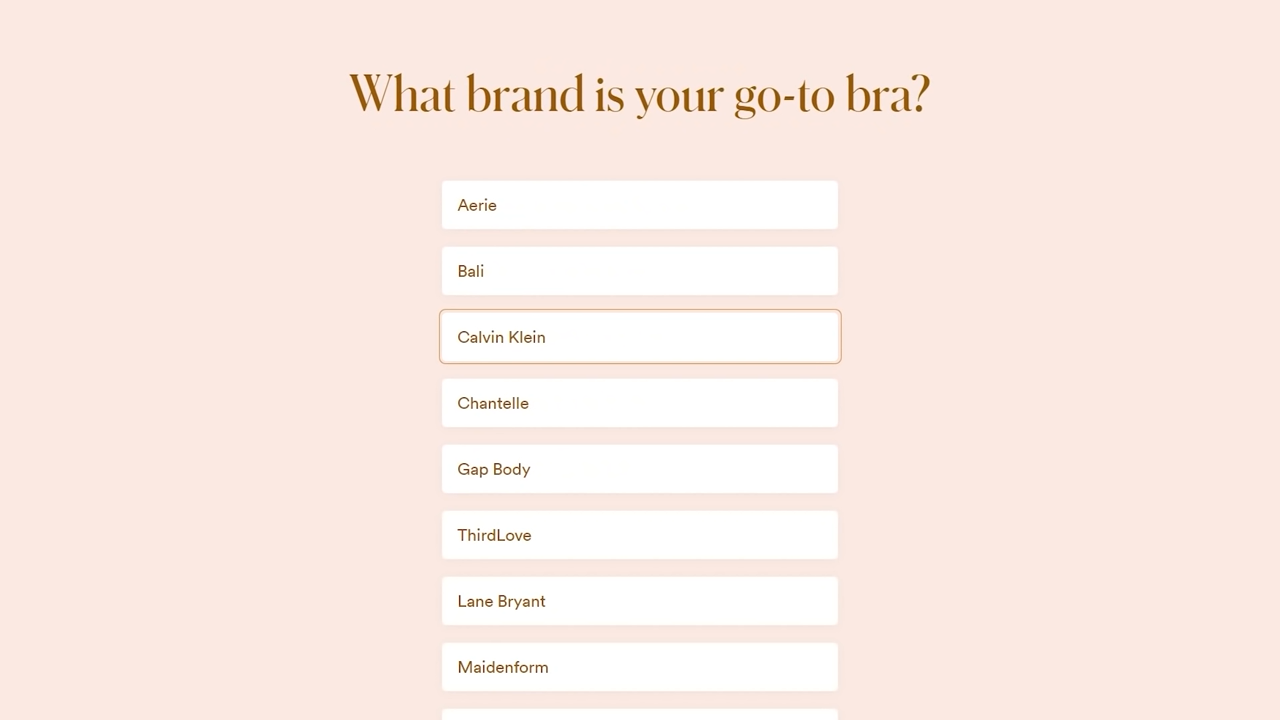 What brand is your go-to bra?
Aerie
Bali
Calvin Klein
Chantelle
Gap Body
ThirdLove
Lane Bryant
Maidenform